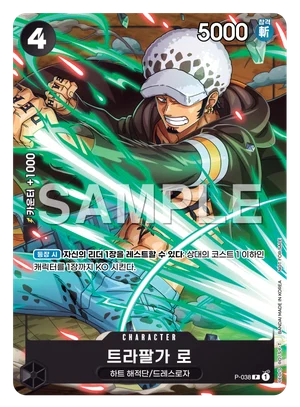 4
5000
참격
斬
카운터 +1000
SAMPLE
등장 시 자신의 리더 1장을 레스트할 수 있다: 상대의 코스트 1 이하인
캐릭터를 1장까지 KO 시킨다.
CHARACTER
트라팔가 로
하트 해적단/드레스로자
P-038 P 1